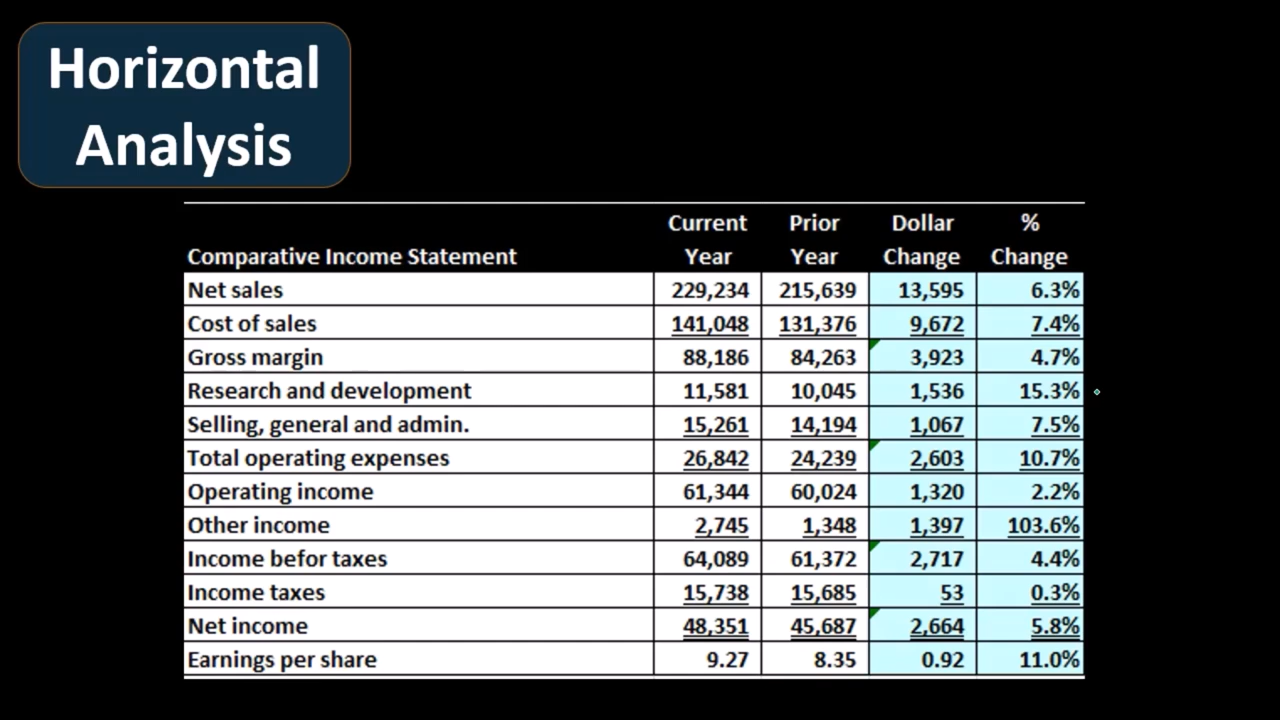 Horizontal
Analysis
Current Prior Dollar %
Comparative Income Statement Year Year Change Change
Net sales 229,234 215,639 13,595 6.3%
Cost of sales 141,048 131,376 9,672 7.4%
Gross margin 88,186 84,263 3,923 4.7%
Research and development 11,581 10,045 1,536 15.3%
Selling, general and admin. 15,261 14,194 1,067 7.5%
Total operating expenses 26,842 24,239 2,603 10.7%
Operating income 61,344 60,024 1,320 2.2%
Other income 2,745 1,348 1,397 103.6%
Income befor taxes 64,089 61,372 2,717 4.4%
Income taxes 15,738 15,685 53 0.3%
Net income 48,351 45,687 2,664 5.8%
Earnings per share 9.27 8.35 0.92 11.0%